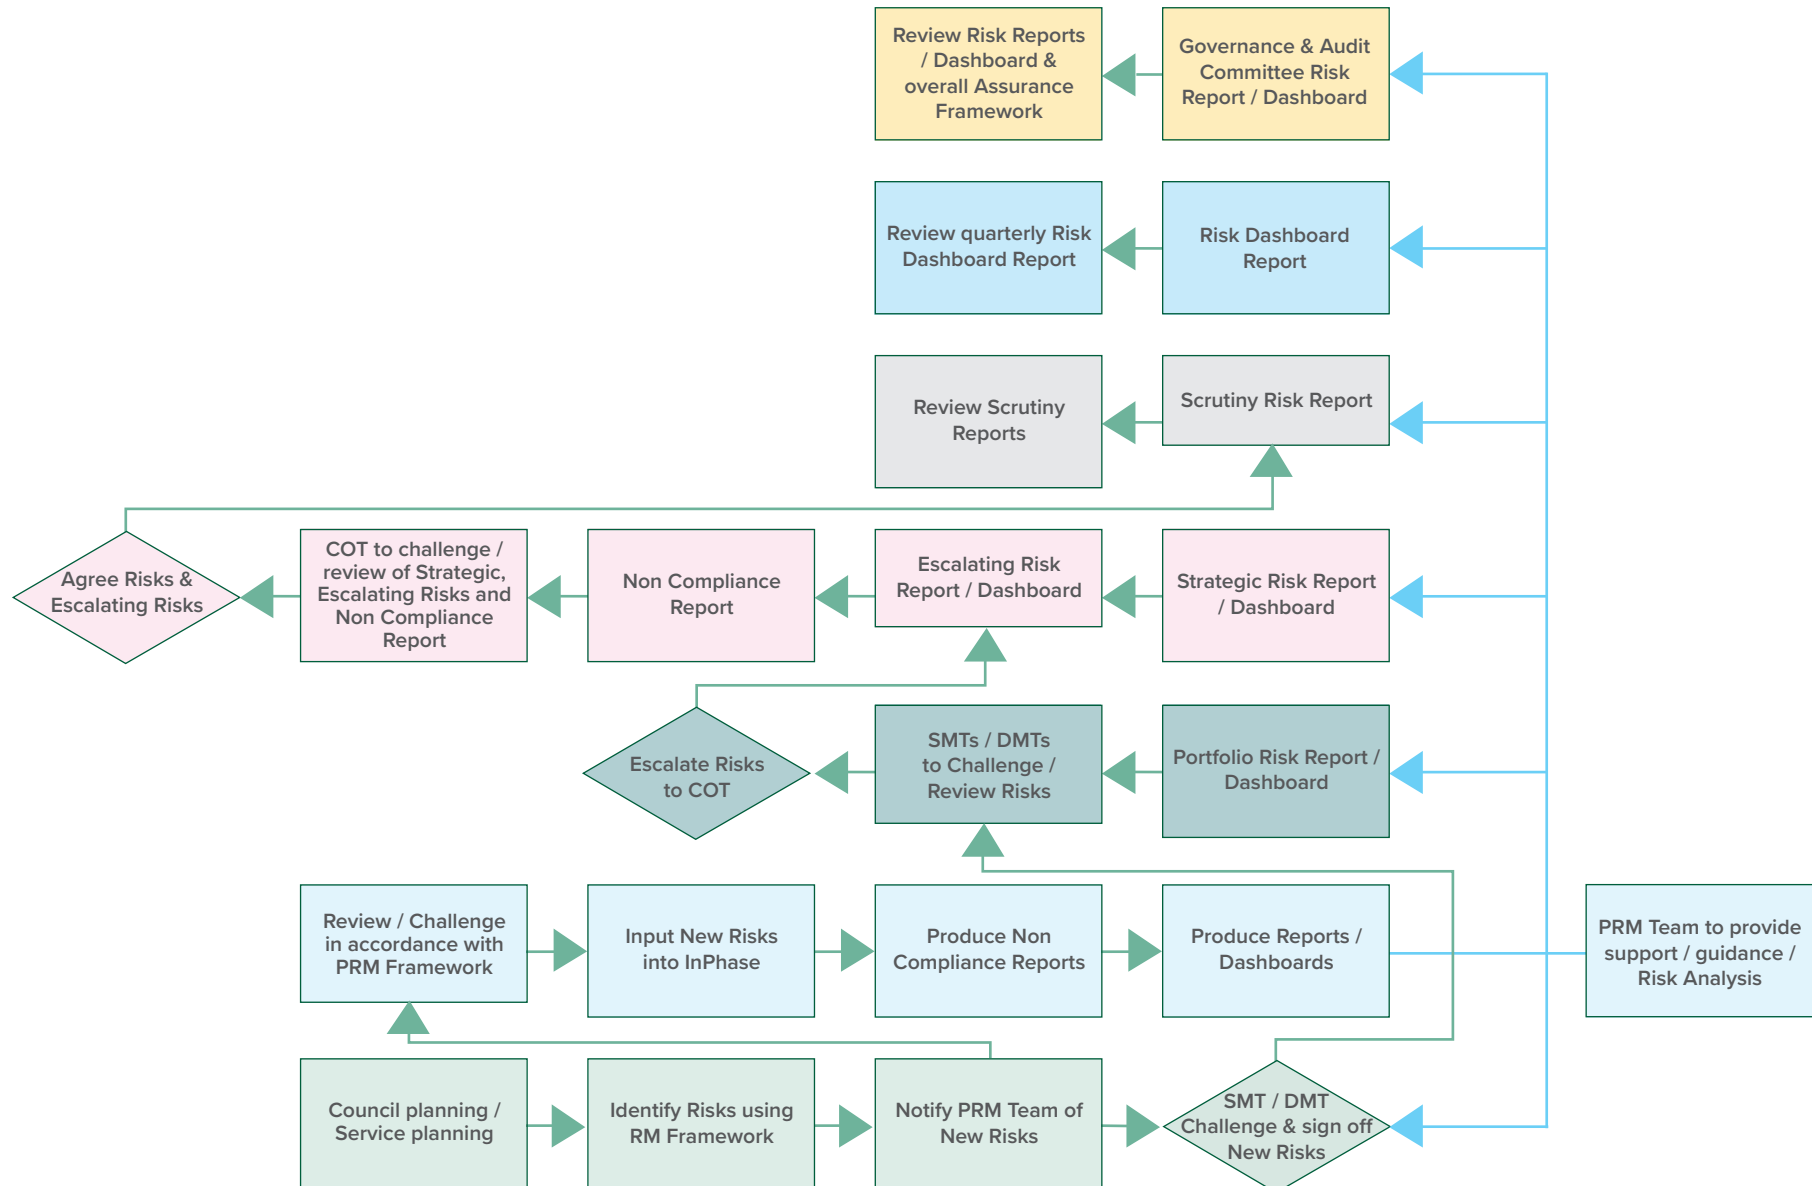 Review Risk Reports
/ Dashboard &
overall Assurance
Framework
Governance & Audit
Committee Risk
Report / Dashboard
Review quarterly Risk
Dashboard Report
Risk Dashboard
Report
Review Scrutiny
Reports
Scrutiny Risk Report
Agree Risks &
Escalating Risks
COT to challenge /
review of Strategic,
Escalating Risks and
Non Compliance
Report
Non Compliance
Report
Escalating Risk
Report / Dashboard
Strategic Risk Report
/ Dashboard
Escalate Risks
to COT
SMTs / DMTs
to Challenge /
Review Risks
Portfolio Risk Report /
Dashboard
Review / Challenge
in accordance with
PRM Framework
Input New Risks
into InPhase
Produce Non
Compliance Reports
Produce Reports /
Dashboards
PRM Team to provide
support / guidance /
Risk Analysis
Council planning /
Service planning
Identify Risks using
RM Framework
Notify PRM Team of
New Risks
SMT / DMT
Challenge & sign off
New Risks